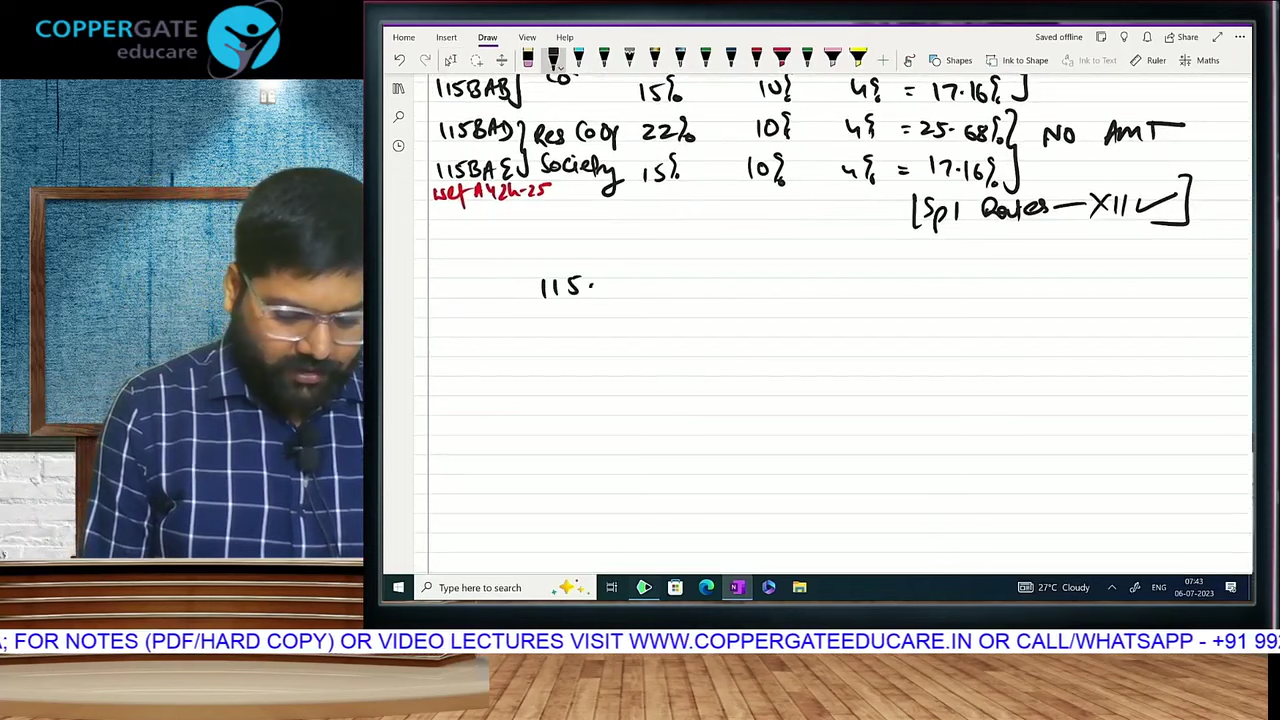 COPPERGATE
educare
Home Insert Draw View Help
Saved offline
Share
Shapes Ink to Shape Ink to Text Ruler Maths
115BAB] Co. 15% 10% 4% = 17.16%]
115BAD} Res CoOp 22% 10% 4% = 25.68%} NO AMT
115BAE Society 15% 10% 4% = 17.16%
wef AY 24-25
[Spl Rates — XII ✓]
115.
Type here to search
27°C Cloudy
ENG
07:43
06-07-2023
A; FOR NOTES (PDF/HARD COPY) OR VIDEO LECTURES VISIT WWW.COPPERGATEEDUCARE.IN OR CALL/WHATSAPP - +91 992